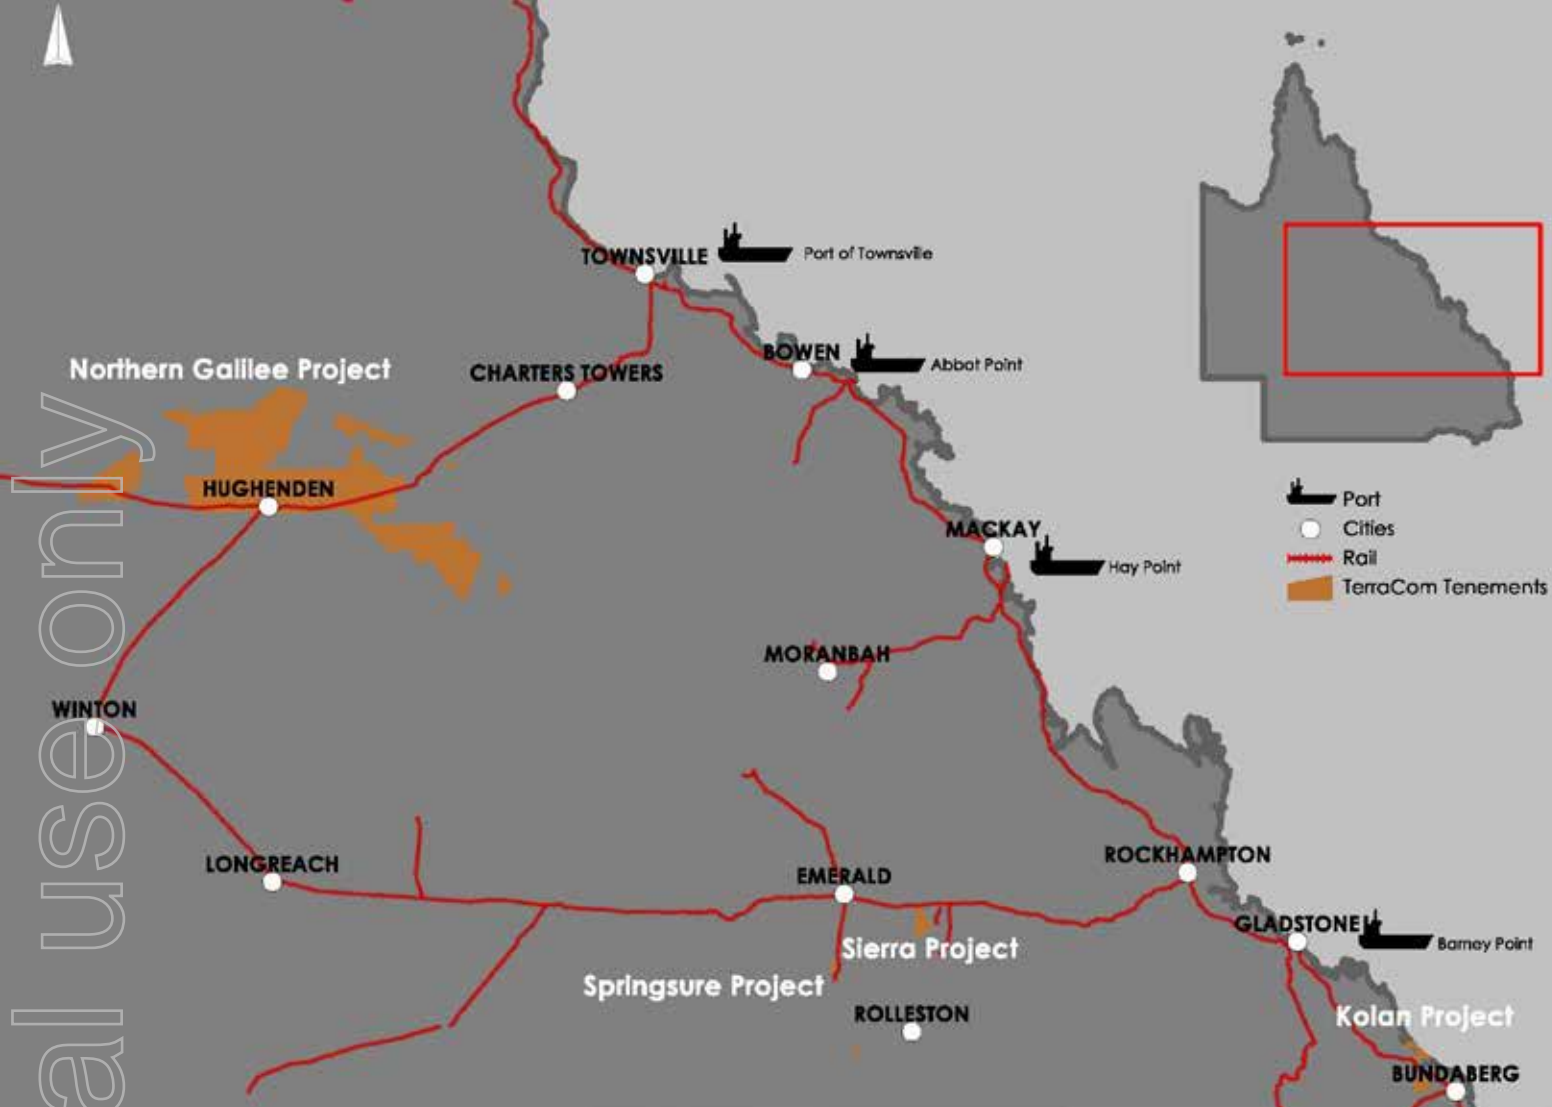 TOWNSVILLE
Port of Townsville
BOWEN
Abbot Point
Northern Galilee Project
CHARTERS TOWERS
HUGHENDEN
Port
Cities
Rail
TerraCom Tenements
MACKAY
Hay Point
MORANBAH
WINTON
LONGREACH
EMERALD
ROCKHAMPTON
GLADSTONE
Barney Point
Sierra Project
Springsure Project
ROLLESTON
Kolan Project
BUNDABERG
al use only